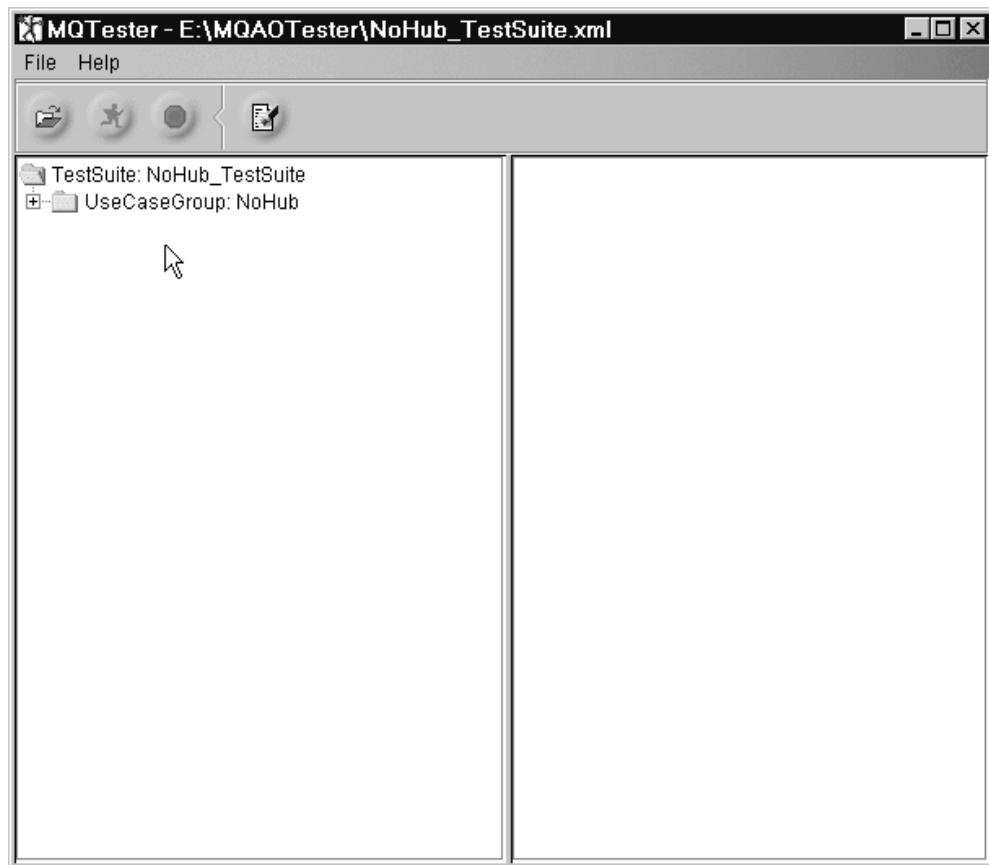 MQTester - E:\MQAOTester\NoHub_TestSuite.xml
File Help
TestSuite: NoHub_TestSuite
UseCaseGroup: NoHub